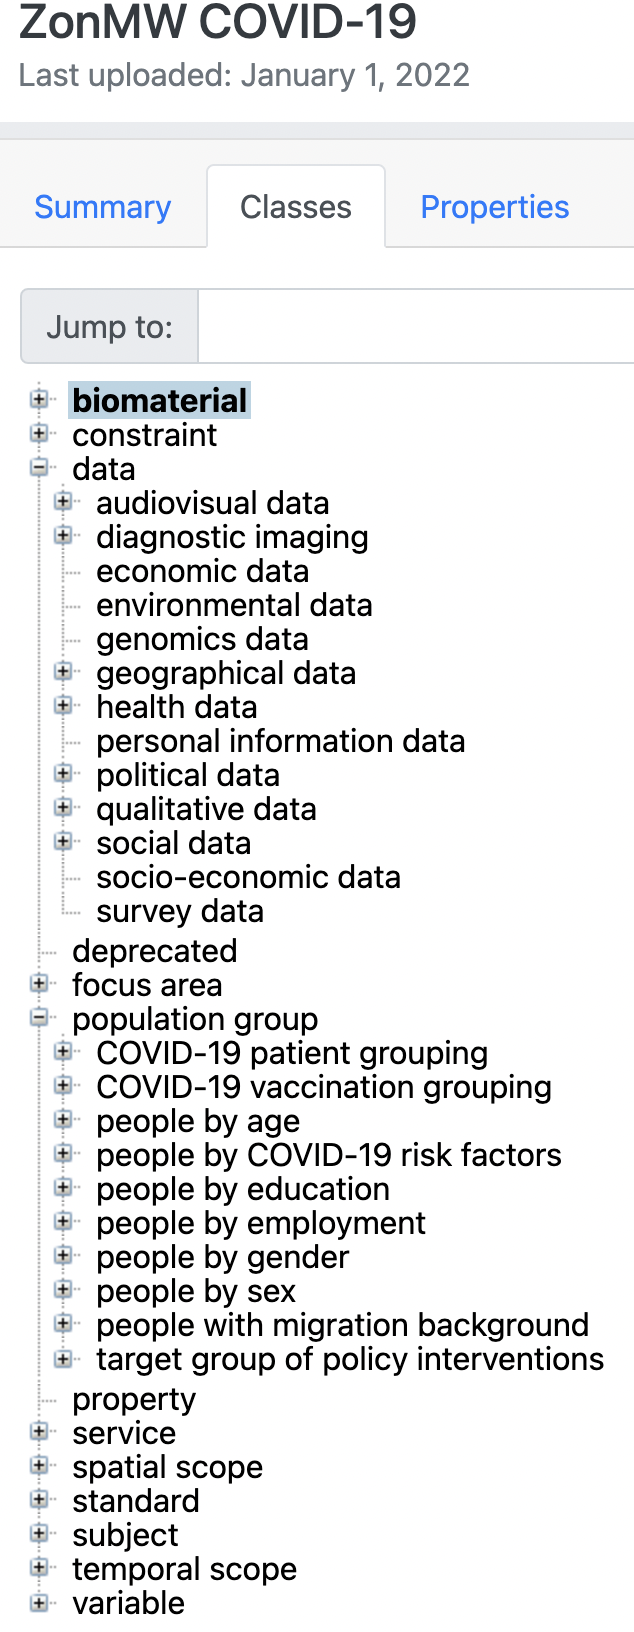 ZonMW COVID-19
Last uploaded: January 1, 2022
Summary Classes Properties
Jump to:
biomaterial
constraint
data
audiovisual data
diagnostic imaging
economic data
environmental data
genomics data
geographical data
health data
personal information data
political data
qualitative data
social data
socio-economic data
survey data
deprecated
focus area
population group
COVID-19 patient grouping
COVID-19 vaccination grouping
people by age
people by COVID-19 risk factors
people by education
people by employment
people by gender
people by sex
people with migration background
target group of policy interventions
property
service
spatial scope
standard
subject
temporal scope
variable